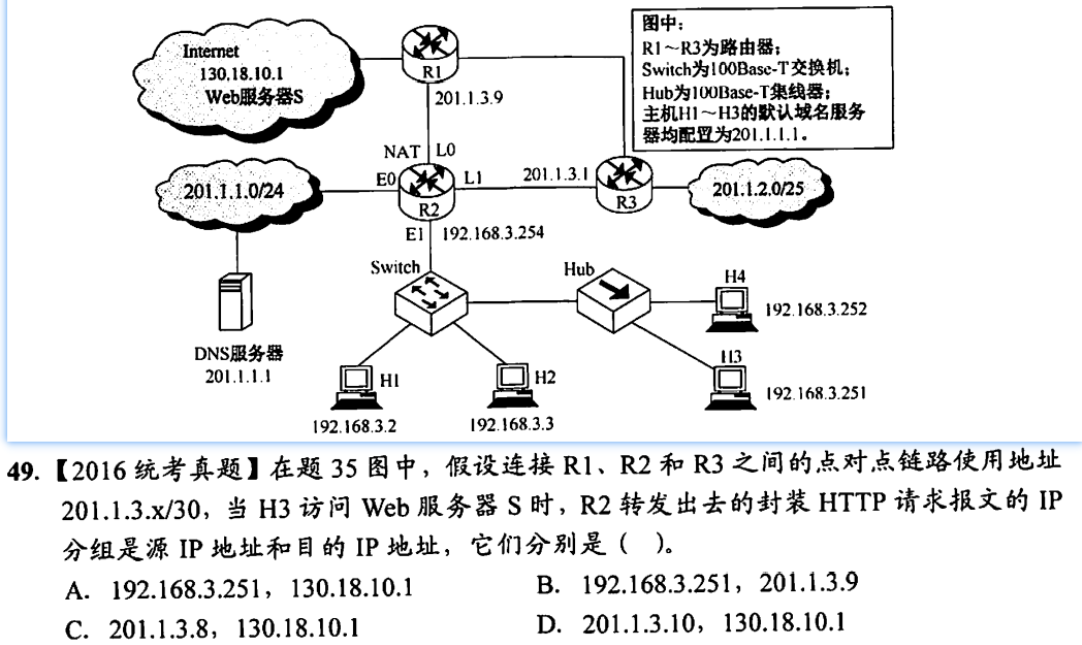 Internet
130.18.10.1
Web服务器S
R1
201.1.3.9
图中:
R1～R3为路由器;
Switch为100Base-T交换机;
Hub为100Base-T集线器;
主机H1～H3的默认域名服务
器均配置为201.1.1.1。
NAT L0
E0
L1
201.1.3.1
201.1.1.0/24
R2
R3
201.1.2.0/25
E1 192.168.3.254
Switch
Hub
H4
192.168.3.252
DNS服务器
201.1.1.1
H1
H2
H3
192.168.3.251
192.168.3.2
192.168.3.3
49.【2016 统考真题】在题 35 图中，假设连接 R1、R2 和 R3 之间的点对点链路使用地址
201.1.3.x/30，当 H3 访问 Web 服务器 S 时，R2 转发出去的封装 HTTP 请求报文的 IP
分组是源 IP 地址和目的 IP 地址，它们分别是（ ）。
A. 192.168.3.251，130.18.10.1
B. 192.168.3.251，201.1.3.9
C. 201.1.3.8，130.18.10.1
D. 201.1.3.10，130.18.10.1